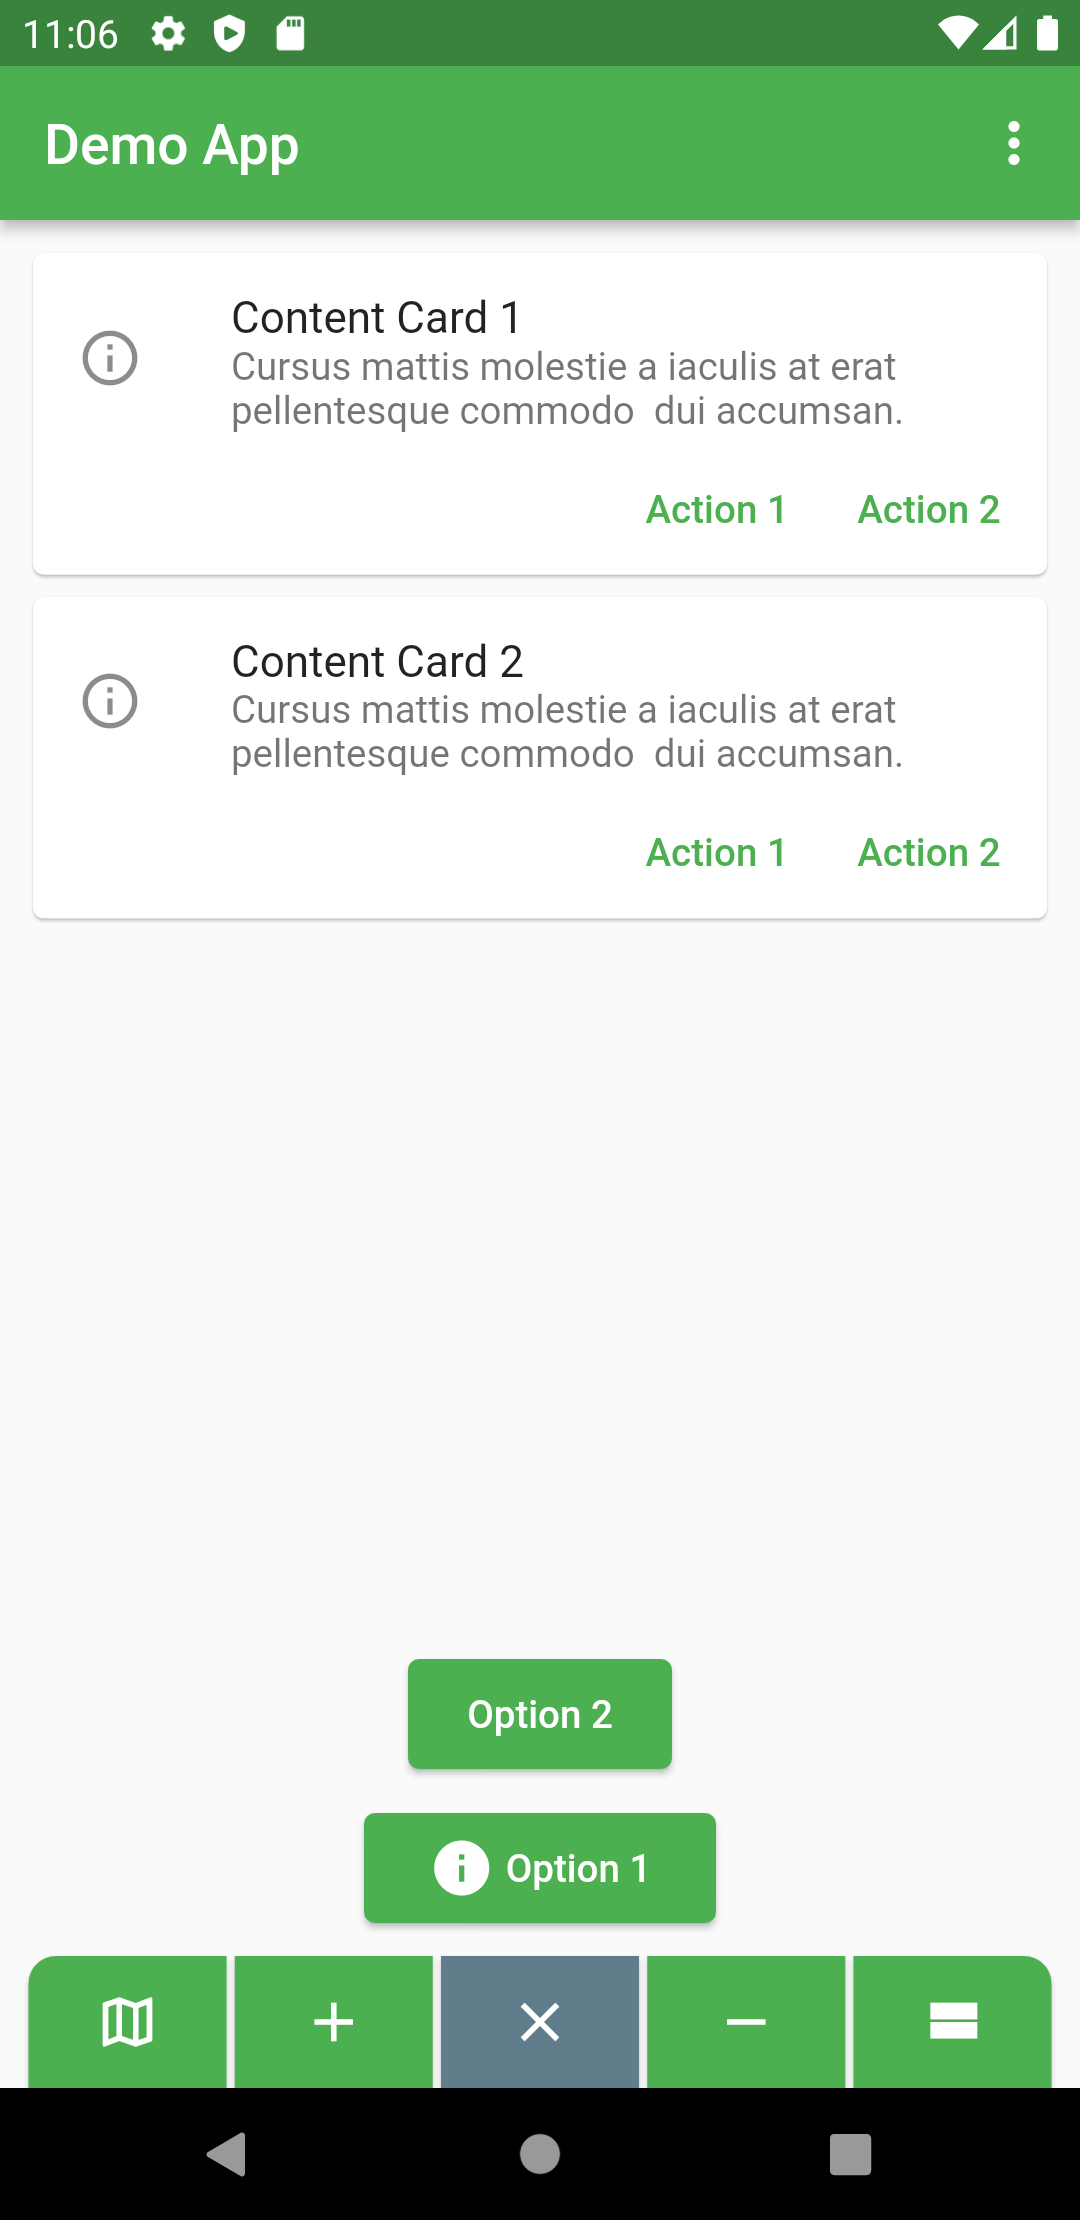 11:06
Demo App
Content Card 1
Cursus mattis molestie a iaculis at erat
pellentesque commodo  dui accumsan.
Action 1 Action 2
Content Card 2
Cursus mattis molestie a iaculis at erat
pellentesque commodo  dui accumsan.
Action 1 Action 2
Option 2
Option 1